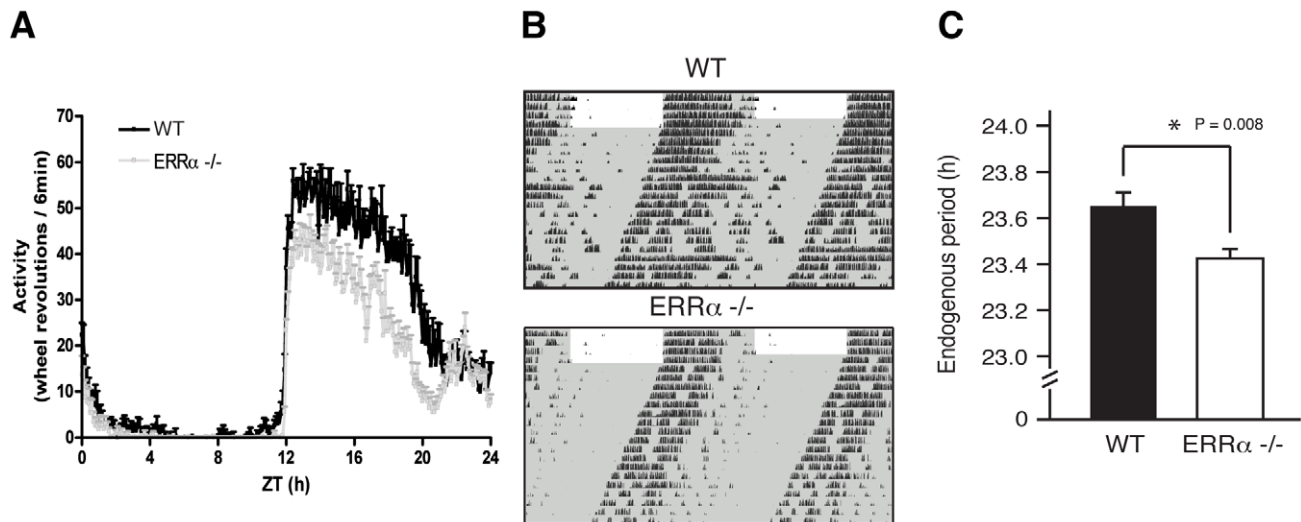 A
Activity
(wheel revolutions / 6min)
70
60
50
40
30
20
10
0
WT
ERRα -/-
0
4
8
12
16
20
24
ZT (h)
B
WT
ERRα -/-
C
Endogenous period (h)
24.0
23.8
23.6
23.4
23.2
23.0
0
* P = 0.008
WT
ERRα -/-